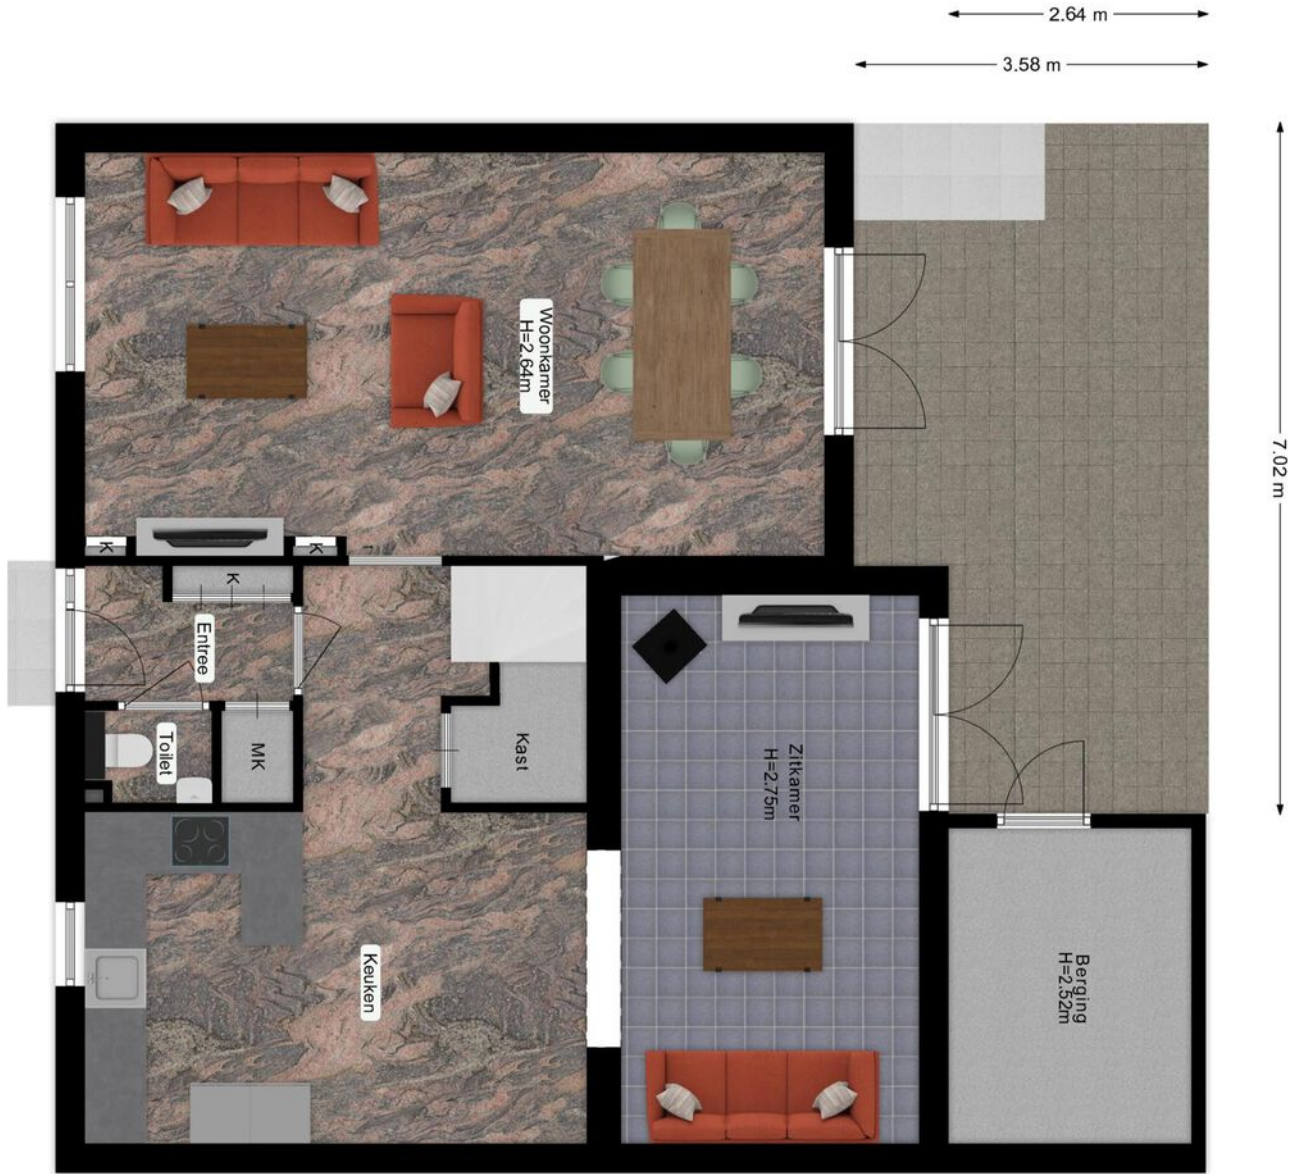 2.64 m
3.58 m
7.02 m
Woonkamer
H=2.64m
K
K
K
Entree
Toilet
MK
Kast
Zitkamer
H=2.75m
Keuken
Berging
H=2.52m